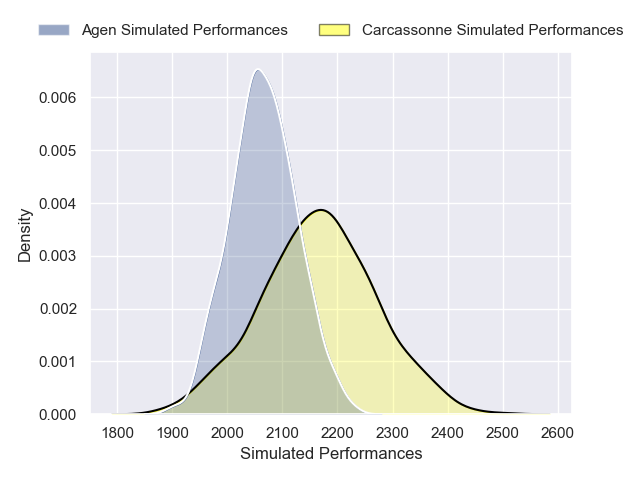 Agen Simulated Performances Carcassonne Simulated Performances
0.006
0.005
0.004
0.003
0.002
0.001
0.000
Density
1800 1900 2000 2100 2200 2300 2400 2500 2600
Simulated Performances